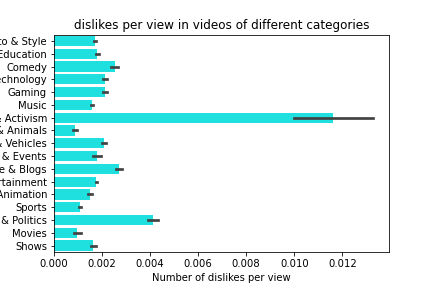 dislikes per view in videos of different categories
to & Style
Education
Comedy
echnology
Gaming
Music
& Activism
& Animals
Vehicles
& Events
e & Blogs
rtainment
Animation
Sports
& Politics
Movies
Shows
0.000 0.002 0.004 0.006 0.008 0.010 0.012
Number of dislikes per view